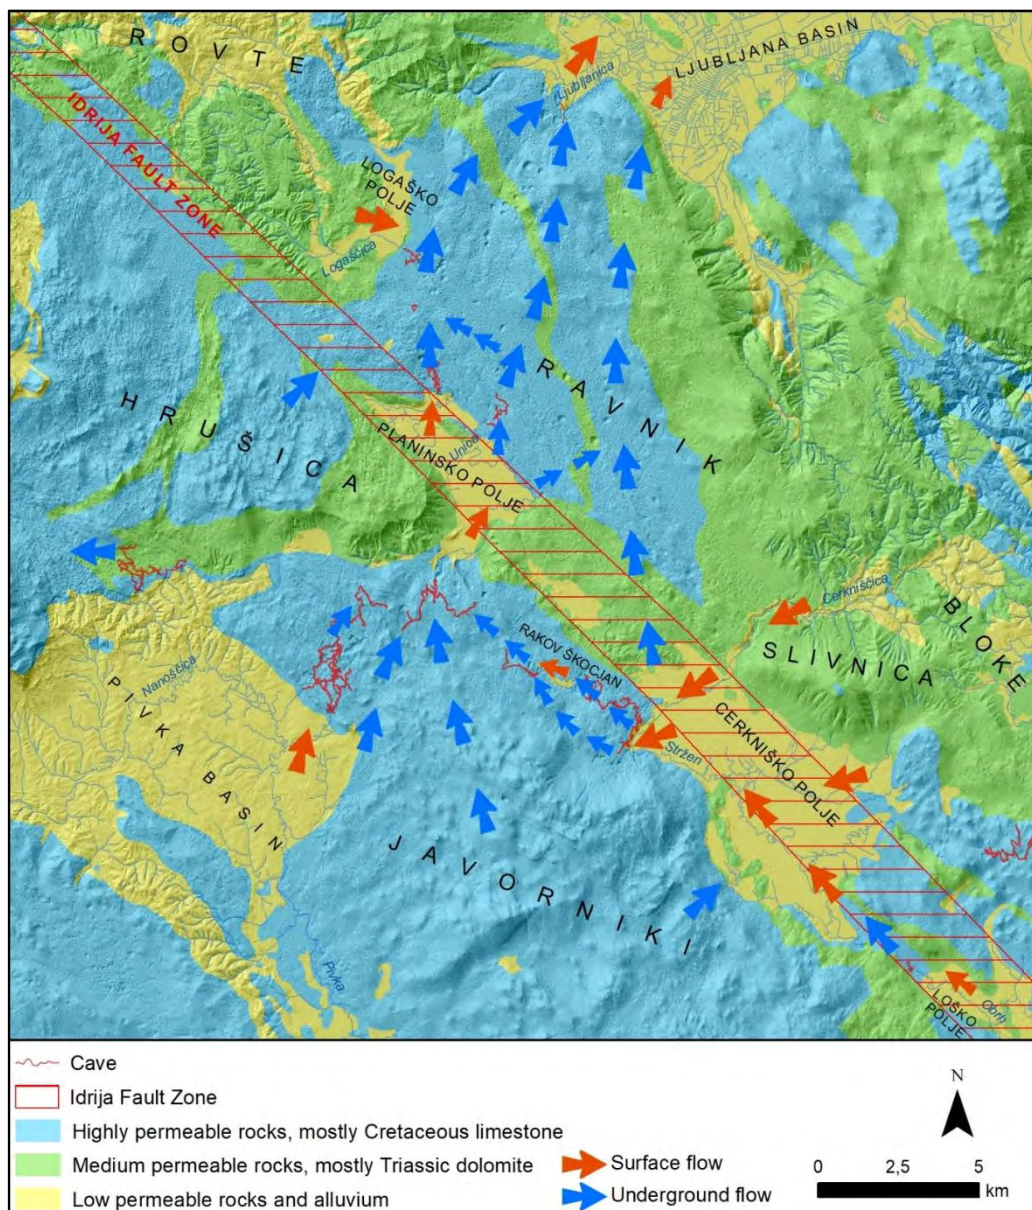 ROVTE
Ljubljanica
LJUBLJANA BASIN
IDRIJA FAULT ZONE
LOGAŠKO
POLJE
Logaščica
RAVNIK
HRUŠICA
Unica
PLANINSKO POLJE
Cerkniščica
BLOKE
SLIVNICA
RAKOV ŠKOCJAN
Nanoščica
PIVKA BASIN
CERKNIŠKO
POLJE
Stržen
JAVORNIKI
Pivka
LOŠKO
POLJE
Obrh
Cave
Idrija Fault Zone
Highly permeable rocks, mostly Cretaceous limestone
Medium permeable rocks, mostly Triassic dolomite
Low permeable rocks and alluvium
Surface flow
Underground flow
N
0 2,5 5
km